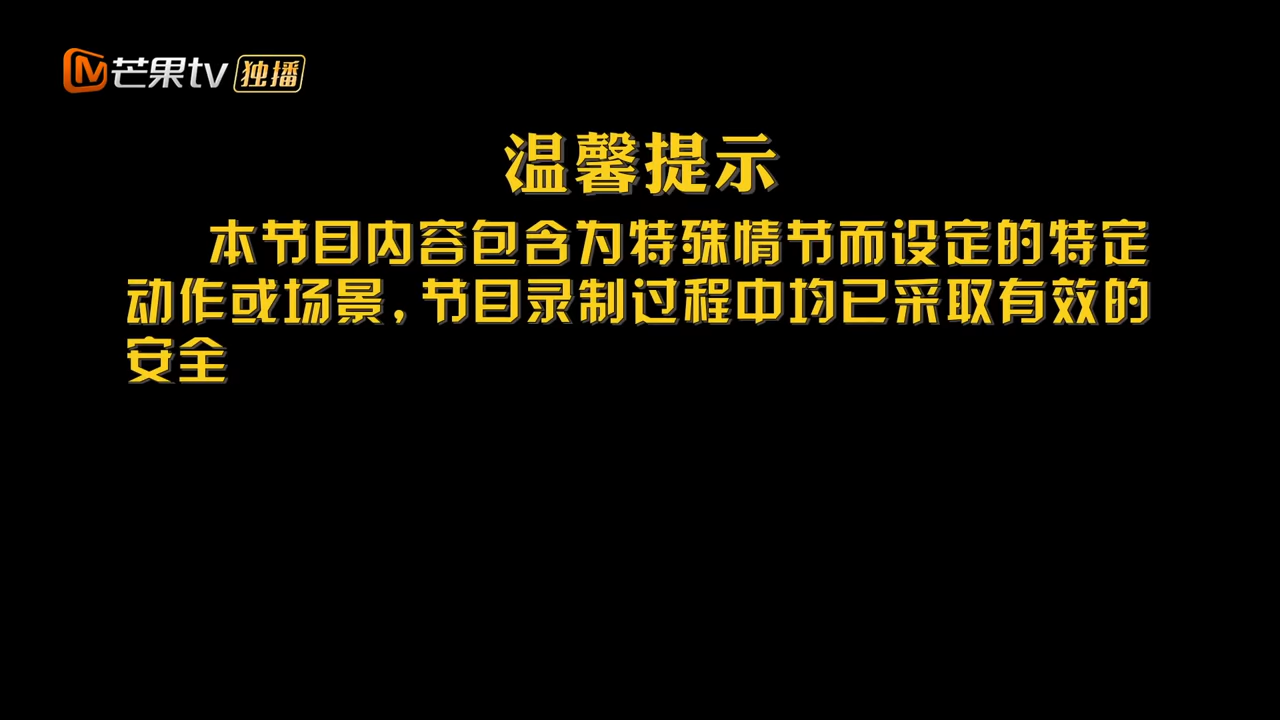 芒果tv 独播
温馨提示
本节目内容包含为特殊情节而设定的特定
动作或场景,节目录制过程中均已采取有效的
安全